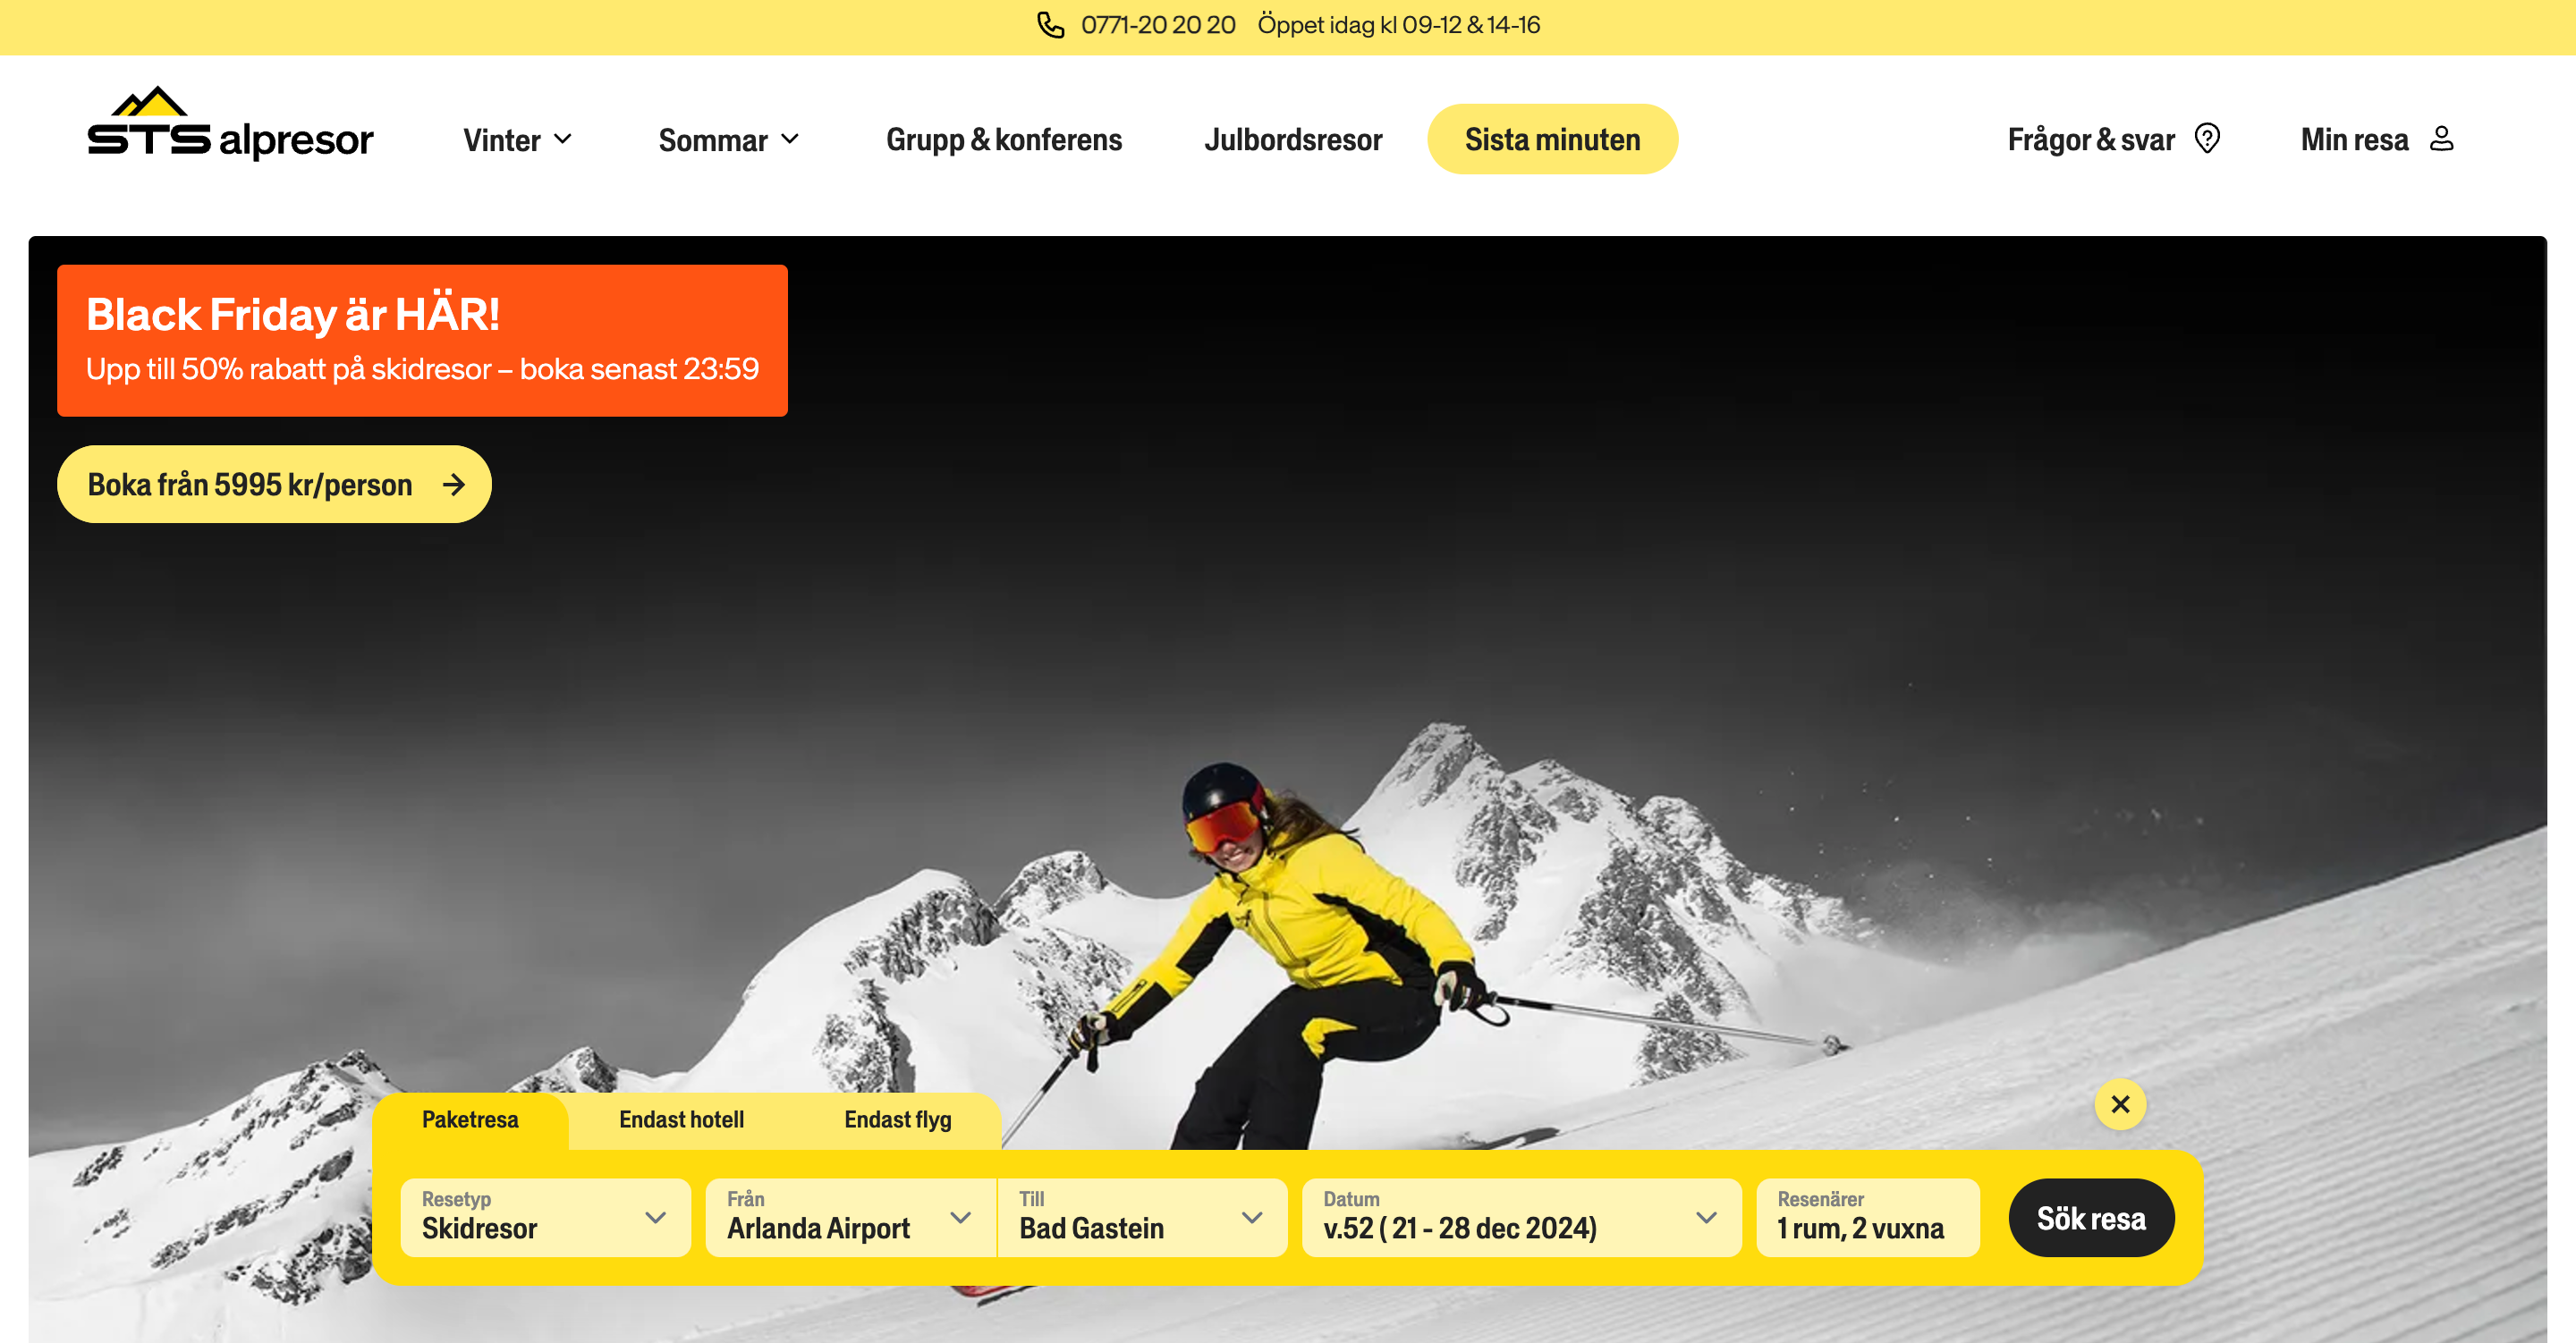 0771-20 20 20 Öppet idag kl 09-12 & 14-16
STS alpresor
Vinter
Sommar
Grupp & konferens
Julbordsresor
Sista minuten
Frågor & svar
Min resa
Black Friday är HÄR!
Upp till 50% rabatt på skidresor – boka senast 23:59
Boka från 5995 kr/person
Paketresa
Endast hotell
Endast flyg
Resetyp
Skidresor
Från
Arlanda Airport
Till
Bad Gastein
Datum
v.52 ( 21 - 28 dec 2024)
Resenärer
1 rum, 2 vuxna
Sök resa